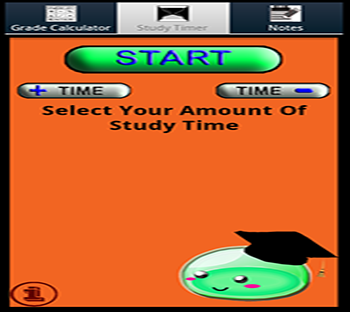 Grade Calculator
Study Timer
Notes
START
+ TIME
TIME -
Select Your Amount Of
Study Time
i